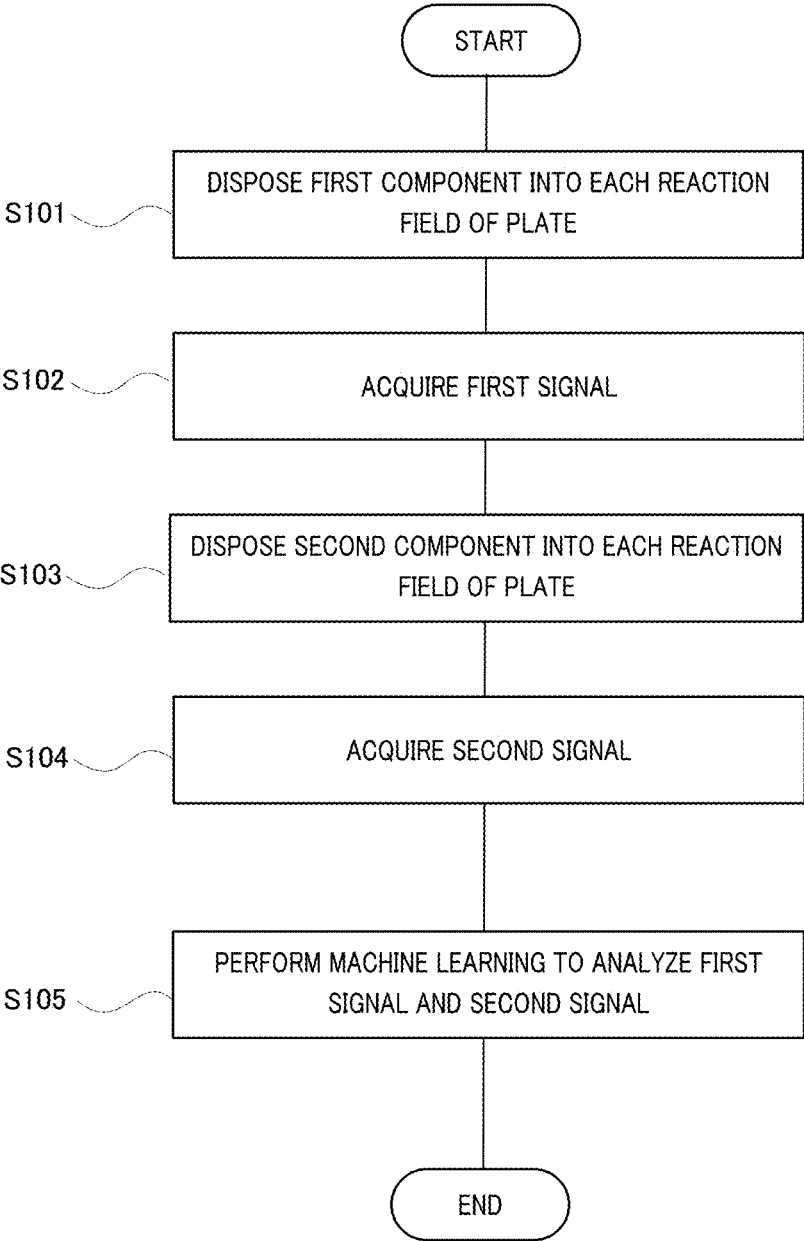 START
DISPOSE FIRST COMPONENT INTO EACH REACTION
FIELD OF PLATE
S101
ACQUIRE FIRST SIGNAL
S102
DISPOSE SECOND COMPONENT INTO EACH REACTION
FIELD OF PLATE
S103
ACQUIRE SECOND SIGNAL
S104
PERFORM MACHINE LEARNING TO ANALYZE FIRST
SIGNAL AND SECOND SIGNAL
S105
END